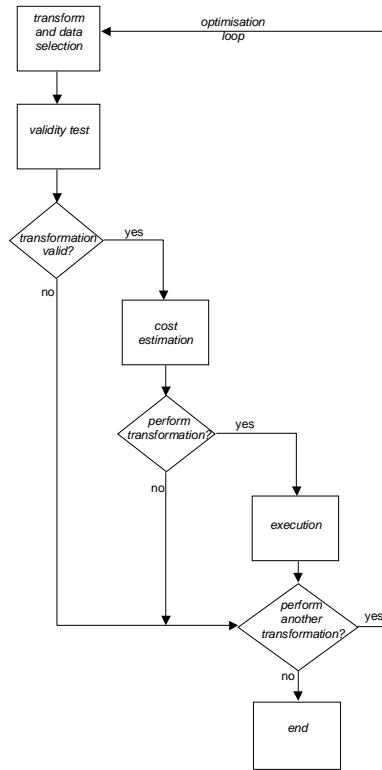 transform
and data
selection
optimisation
loop
validity test
transformation
valid?
yes
no
cost
estimation
perform
transformation?
yes
no
execution
perform
another
transformation?
yes
no
end